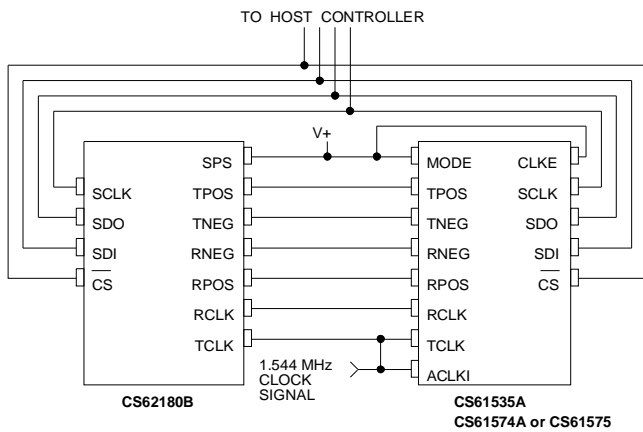 TO HOST CONTROLLER
V+
SPS
SCLK
TPOS
SDO
TNEG
SDI
RNEG
CS
RPOS
RCLK
TCLK
MODE
CLKE
TPOS
SCLK
TNEG
SDO
RNEG
SDI
RPOS
CS
RCLK
TCLK
ACLKI
1.544 MHz
CLOCK
SIGNAL
CS62180B
CS61535A
CS61574A or CS61575